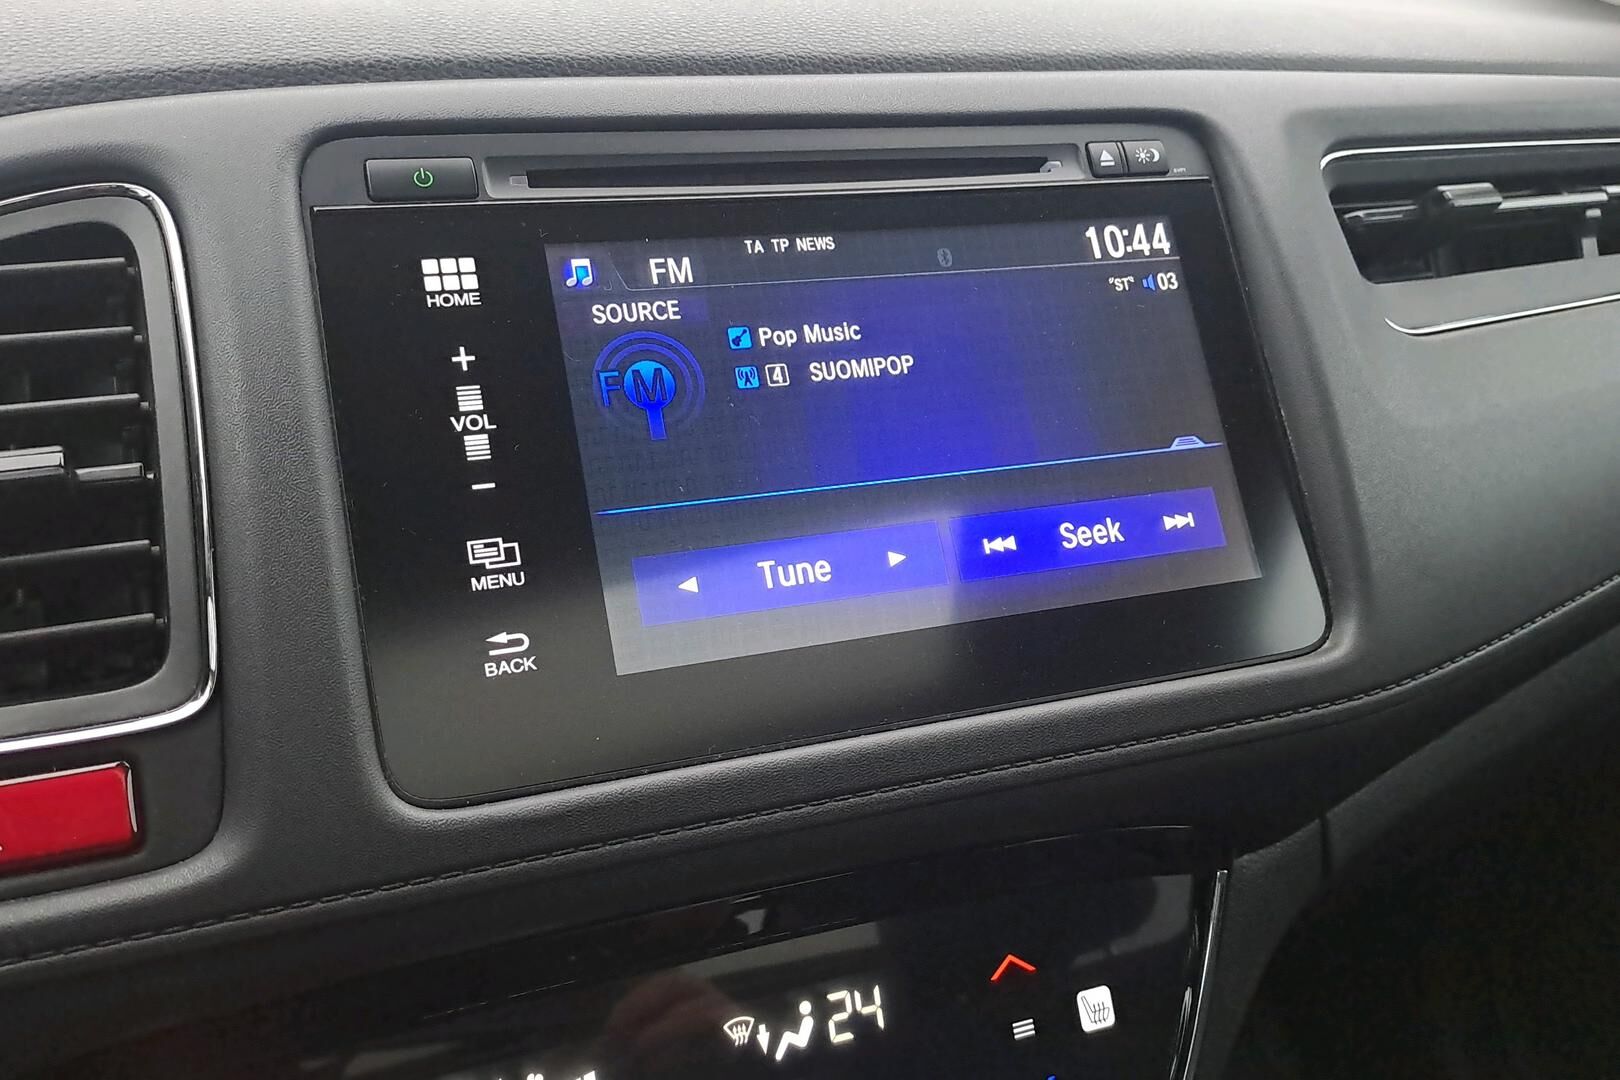 HOME
+
VOL
−
MENU
BACK
TA TP NEWS
10:44
FM
"ST" 03
SOURCE
Pop Music
FM
4 SUOMIPOP
Tune
Seek
24